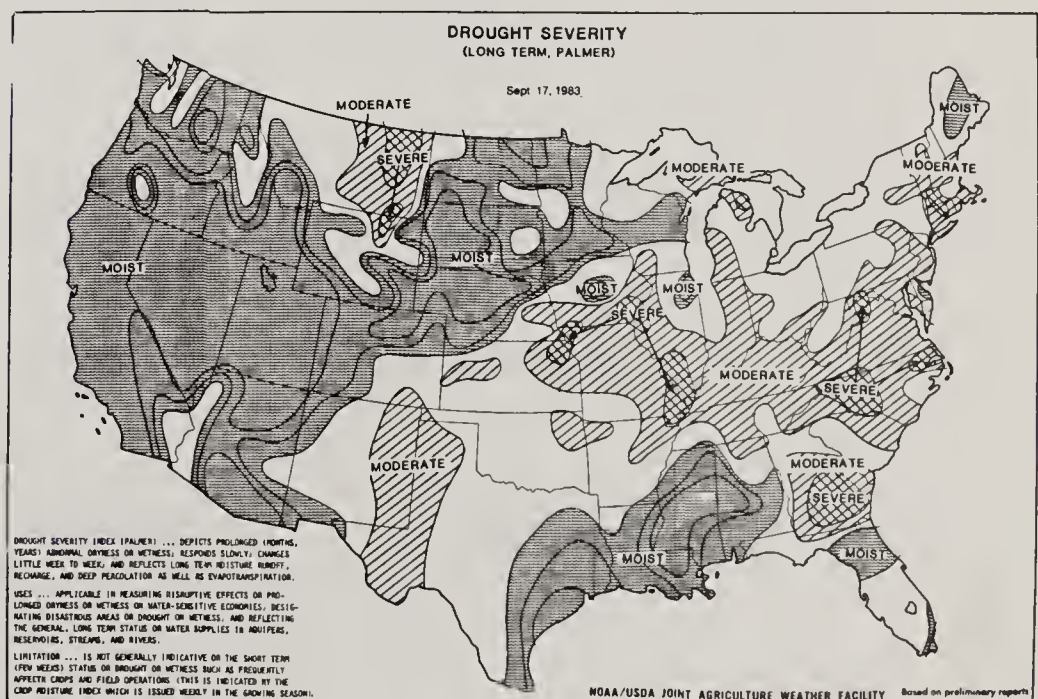 DROUGHT SEVERITY
(LONG TERM, PALMER)
Sept 17, 1983
MODERATE
SEVERE
MODERATE
MOIST
MODERATE
MOIST
MOIST
MOIST
MOIST
SEVERE
MODERATE
SEVERE
MODERATE
MODERATE
SEVERE
MOIST
MOIST
DROUGHT SEVERITY INDEX (PALMER) ... DEPICTS PROLONGED (MONTHS,
YEARS) ABNORMAL DRYNESS OR WETNESS; RESPONDS SLOWLY; CHANGES
LITTLE WEEK TO WEEK; AND REFLECTS LONG TERM MOISTURE RUNOFF,
RECHARGE, AND DEEP PERCOLATION AS WELL AS EVAPOTRANSPIRATION.
USES ... APPLICABLE IN MEASURING DISRUPTIVE EFFECTS OR PRO-
LONGED DRYNESS OR WETNESS ON WATER-SENSITIVE ECONOMIES, DESIG-
NATING DISASTROUS AREAS OR DROUGHT OR WETNESS, AND REFLECTING
THE GENERAL, LONG TERM STATUS OR WATER SUPPLIES IN AQUIFERS,
RESERVOIRS, STREAMS, AND RIVERS.
LIMITATION ... IS NOT GENERALLY INDICATIVE OR THE SHORT TERM
(FEW WEEKS) STATUS OR DROUGHT OR WETNESS SUCH AS FREQUENTLY
AFFECTR CROPS AND FIELD OPERATIONS (THIS IS INDICATED BY THE
CROP MOISTURE INDEX WHICH IS ISSUED WEEKLY IN THE GROWING SEASON).
NOAA/USDA JOINT AGRICULTURE WEATHER FACILITY
Based on preliminary reports